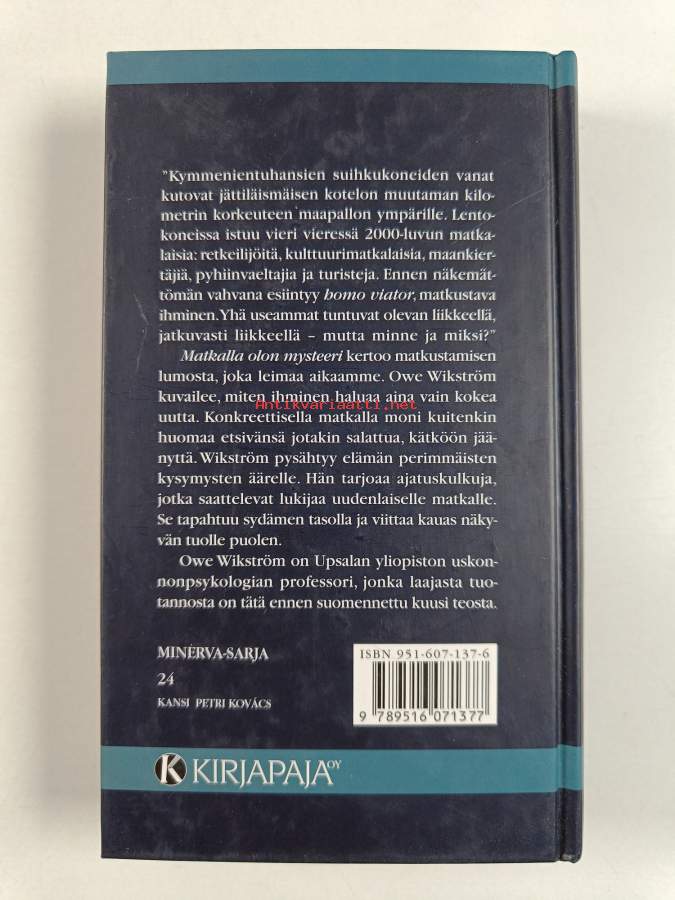 "Kymmenientuhansien suihkukoneiden vanat
kutovat jättiläismäisen kotelon muutaman kilo-
metrin korkeuteen maapallon ympärille. Lento-
koneissa istuu vieri vieressä 2000-luvun matka-
laisia: retkeilijöitä, kulttuurimatkalaisia, maankier-
täjiä, pyhiinvaeltajia ja turisteja. Ennen näkemät-
tömän vahvana esiintyy homo viator, matkustava
ihminen. Yhä useammat tuntuvat olevan liikkeellä,
jatkuvasti liikkeellä – mutta minne ja miksi?"
Matkalla olon mysteeri kertoo matkustamisen
lumosta, joka leimaa aikaamme. Owe Wikström
kuvailee, miten ihminen haluaa aina vain kokea
Antikvariaatti.net
uutta. Konkreettisella matkalla moni kuitenkin
huomaa etsivänsä jotakin salattua, kätköön jää-
nyttä. Wikström pysähtyy elämän perimmäisten
kysymysten äärelle. Hän tarjoaa ajatuskulkuja,
jotka saattelevat lukijaa uudenlaiselle matkalle.
Se tapahtuu sydämen tasolla ja viittaa kauas näky-
vän tuolle puolen.
Owe Wikström on Upsalan yliopiston uskon-
nonpsykologian professori, jonka laajasta tuo-
tannosta on tätä ennen suomennettu kuusi teosta.
MINERVA-SARJA
24
KANSI PETRI KOVÁCS
ISBN 951-607-137-6
9 789516 071377
K KIRJAPAJA OY